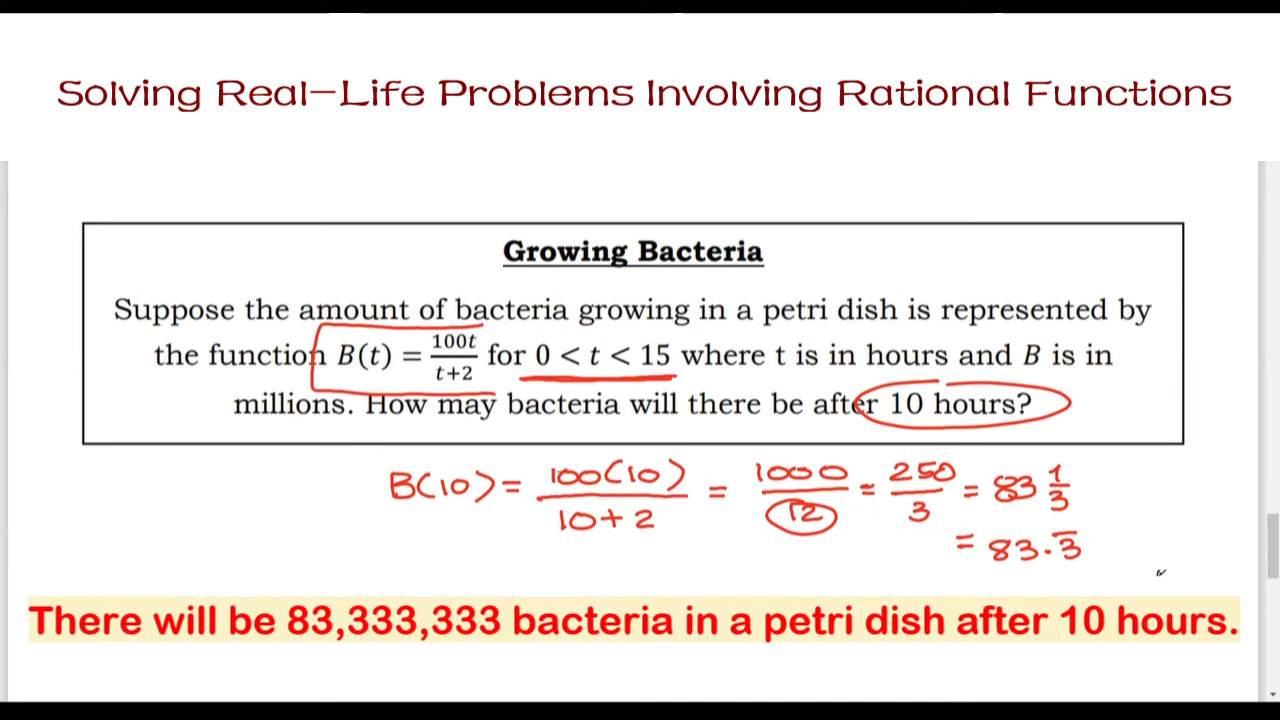 Solving Real-Life Problems Involving Rational Functions
Growing Bacteria
Suppose the amount of bacteria growing in a petri dish is represented by
the function B(t) = 100t/t+2 for 0 < t < 15 where t is in hours and B is in
millions. How may bacteria will there be after 10 hours?
B(10) = 100(10)/10+2 = 1000/12 = 250/3 = 83 1/3
= 83.3̅
There will be 83,333,333 bacteria in a petri dish after 10 hours.